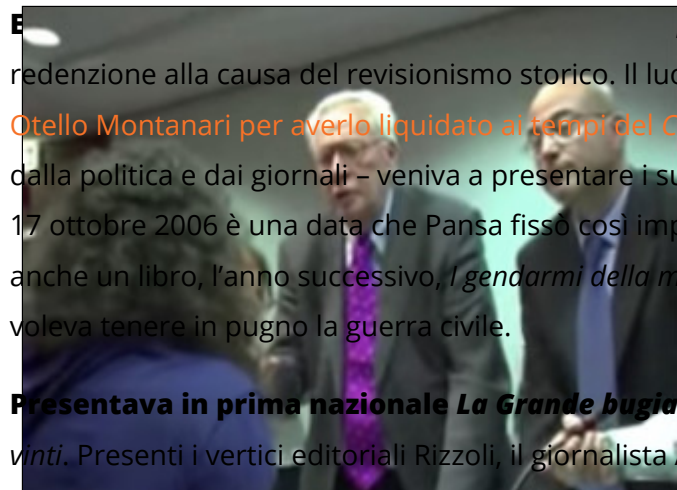 E
redenzione alla causa del revisionismo storico. Il
Otello Montanari per averlo liquidato ai tempi del
dalla politica e dai giornali – veniva a presentare i
17 ottobre 2006 è una data che Pansa fissò così
anche un libro, l'anno successivo, I gendarmi della
voleva tenere in pugno la guerra civile.
Presentava in prima nazionale La Grande bugia
vinti. Presenti i vertici editoriali Rizzoli, il giornalista